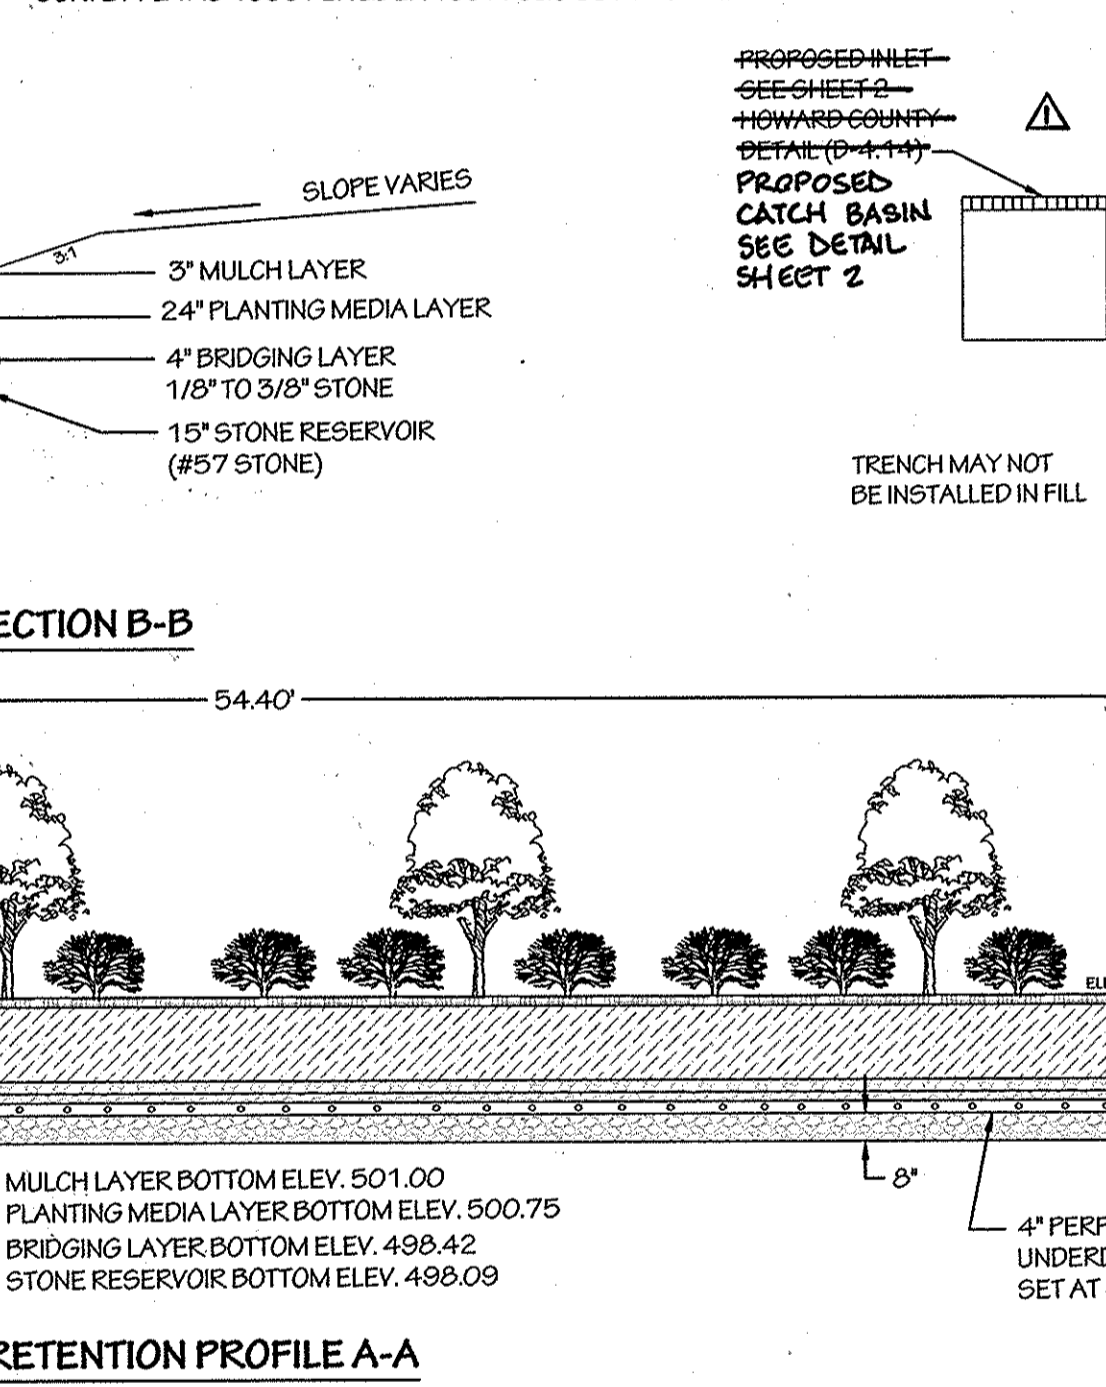 PROPOSED INLET
SEE SHEET 2
HOWARD COUNTY
DETAIL (D-4.14)
PROPOSED
CATCH BASIN
SEE DETAIL
SHEET 2
SLOPE VARIES
3:1
3" MULCH LAYER
24" PLANTING MEDIA LAYER
4" BRIDGING LAYER
1/8" TO 3/8" STONE
15" STONE RESERVOIR
(#57 STONE)
TRENCH MAY NOT
BE INSTALLED IN FILL
ECTION B-B
54.40'
MULCH LAYER BOTTOM ELEV. 501.00
PLANTING MEDIA LAYER BOTTOM ELEV. 500.75
BRIDGING LAYER BOTTOM ELEV. 498.42
STONE RESERVOIR BOTTOM ELEV. 498.09
8"
4" PERF
UNDERD
SET AT
RETENTION PROFILE A-A